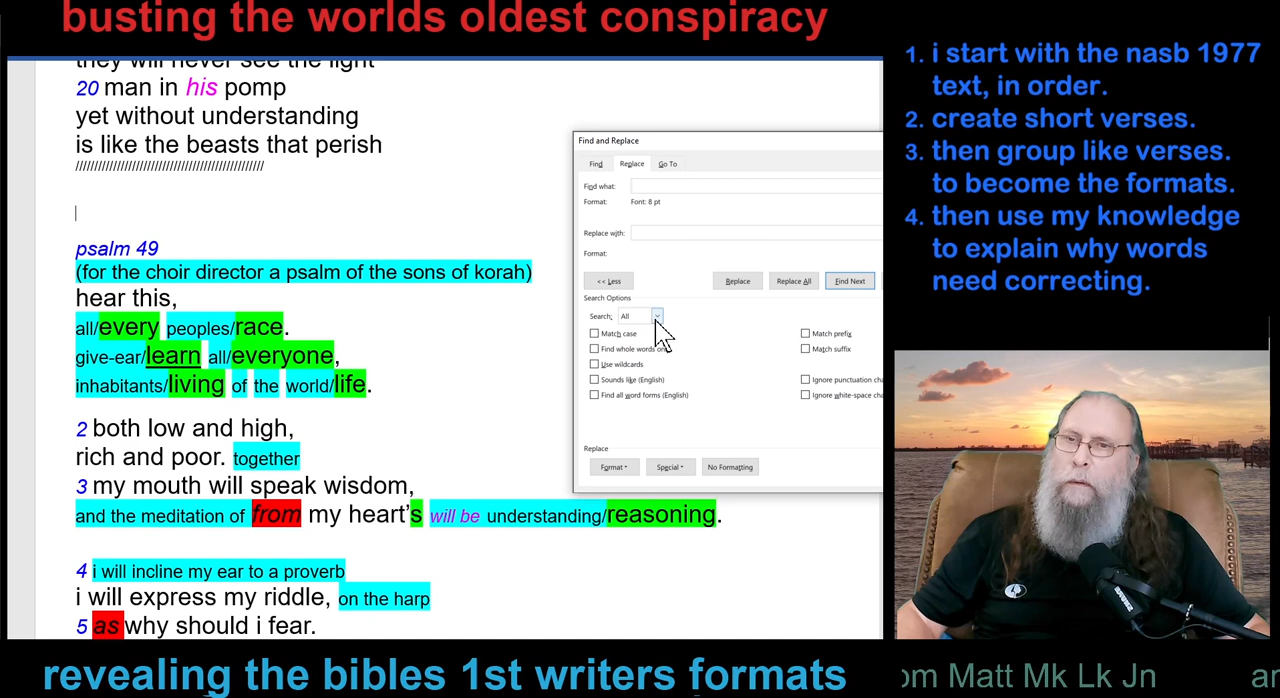 busting the worlds oldest conspiracy
they will never see the light
20 man in his pomp
yet without understanding
is like the beasts that perish
//////////////////////////////////////////////////
psalm 49
(for the choir director a psalm of the sons of korah)
hear this,
all/every peoples/race.
give-ear/learn all/everyone,
inhabitants/living of the world/life.
2 both low and high,
rich and poor. together
3 my mouth will speak wisdom,
and the meditation of from my heart's will be understanding/reasoning.
4 i will incline my ear to a proverb
i will express my riddle, on the harp
5 as why should i fear.
Find and Replace
Find Replace Go To
Find what:
Format: Font: 8 pt
Replace with:
Format:
<< Less Replace Replace All Find Next
Search Options
Search: All
Match case Match prefix
Find whole words on Match suffix
Use wildcards
Sounds like (English) Ignore punctuation cha
Find all word forms (English) Ignore white-space cha
Replace
Format Special No Formatting
1. i start with the nasb 1977
text, in order.
2. create short verses.
3. then group like verses.
to become the formats.
4. then use my knowledge
to explain why words
need correcting.
revealing the bibles 1st writers formats
om Matt Mk Lk Jn